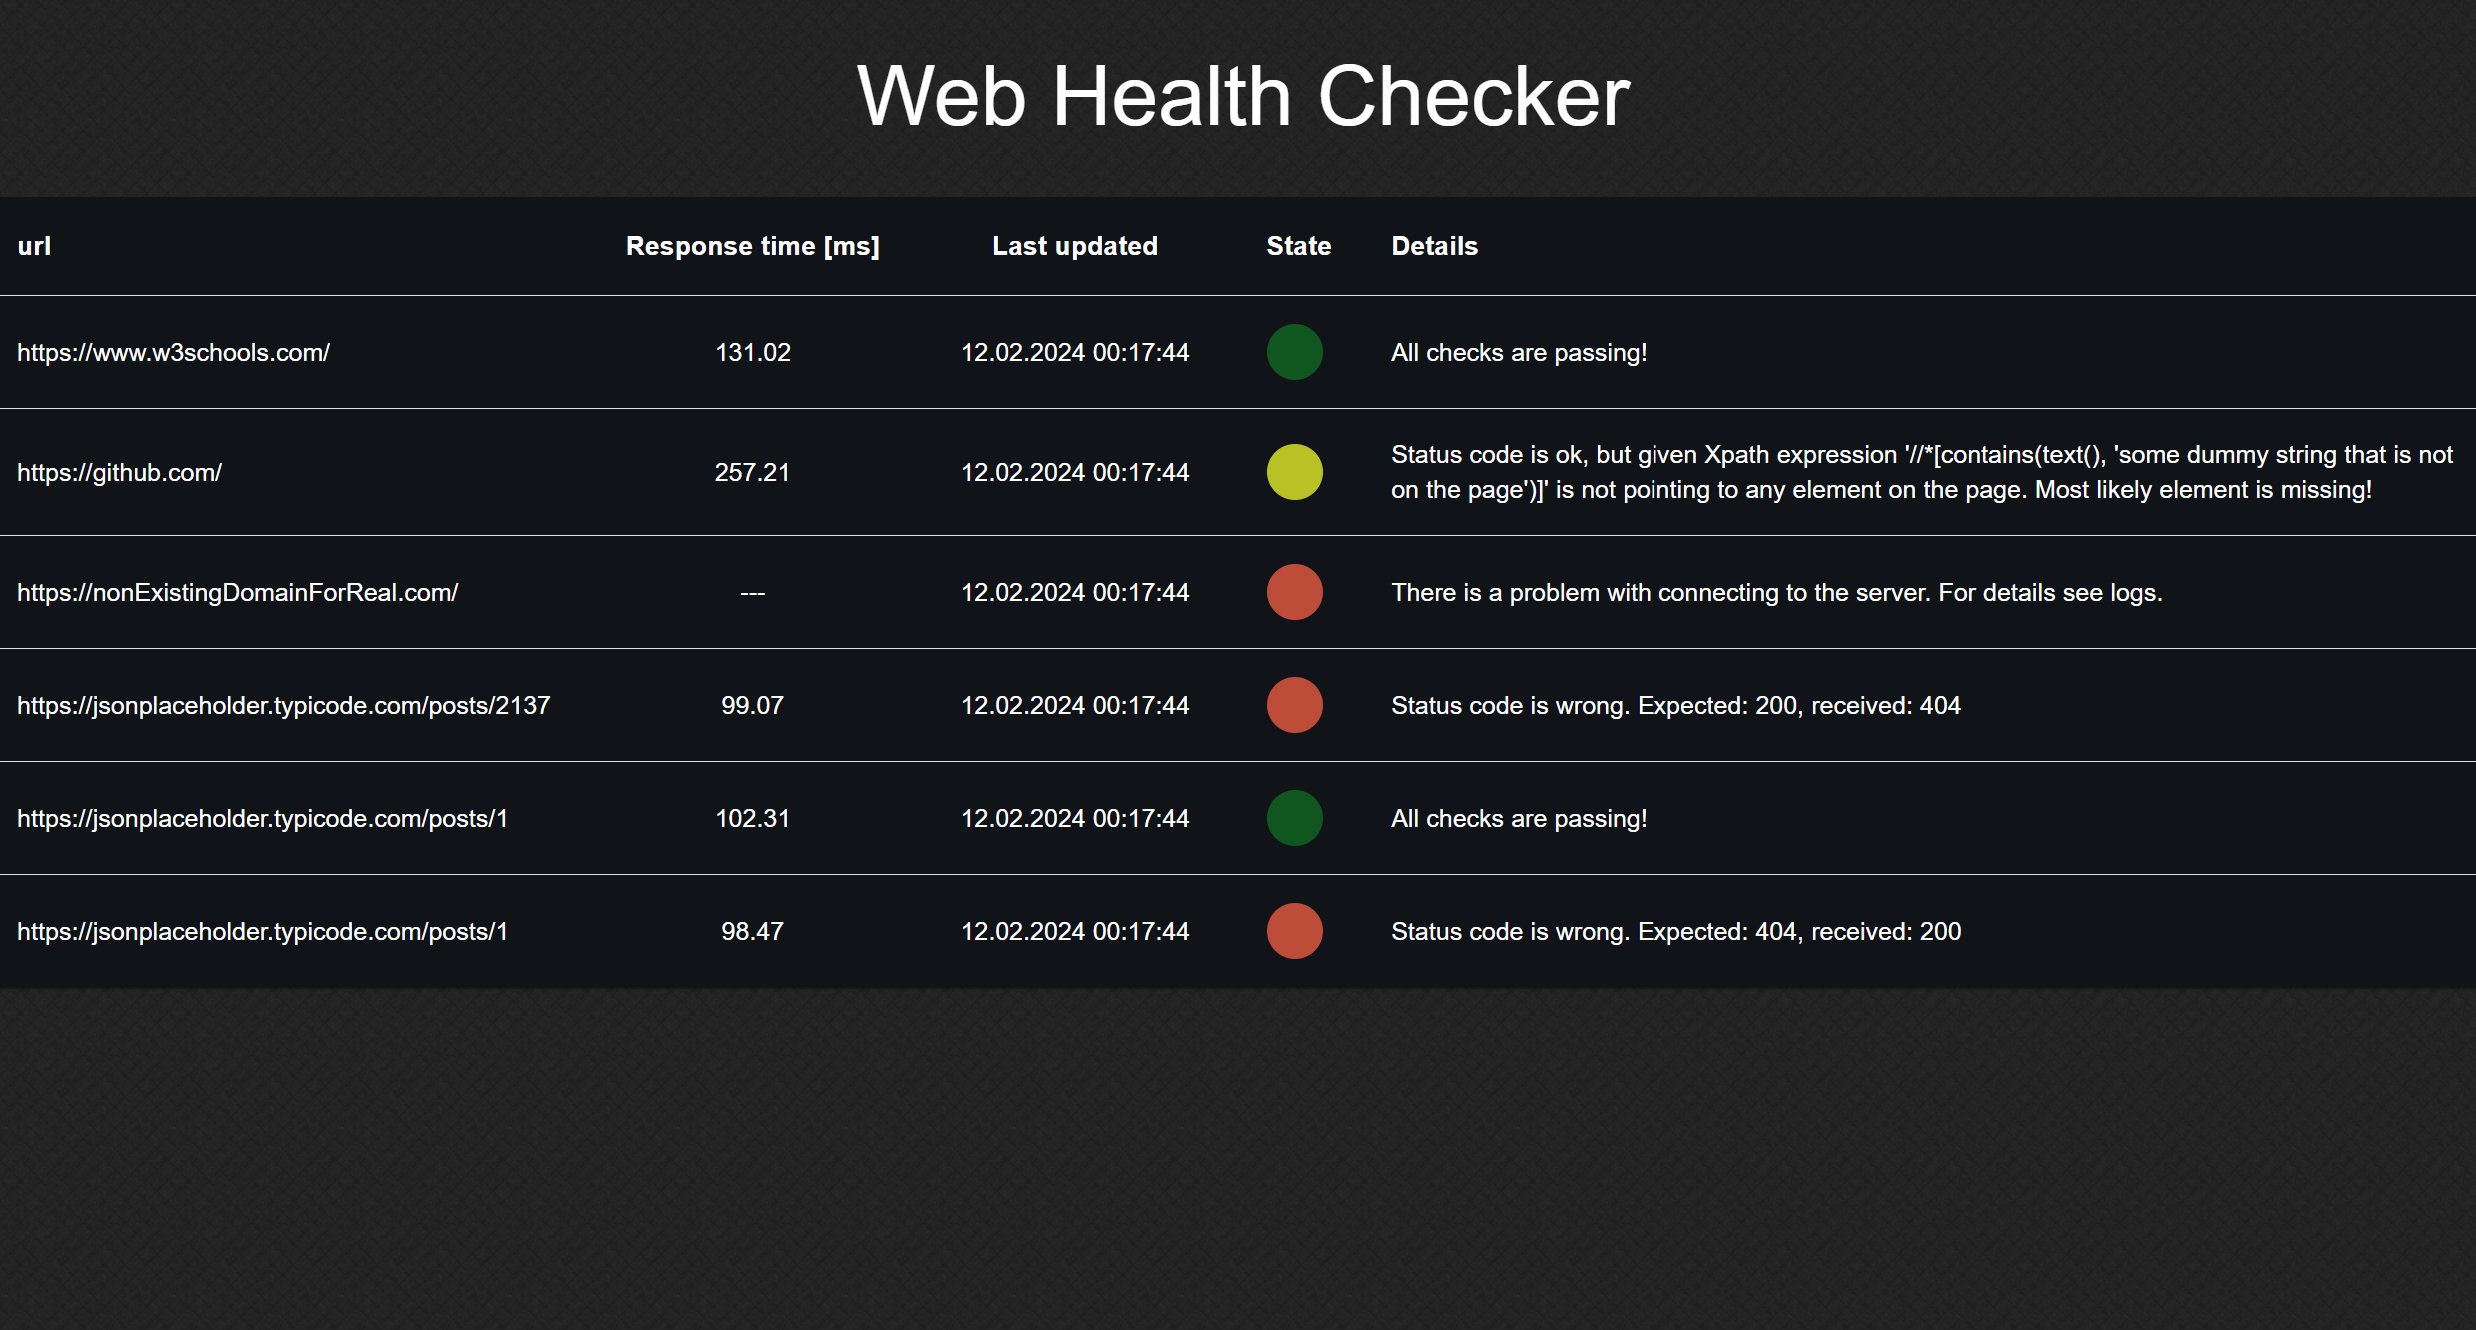 Web Health Checker
url Response time [ms] Last updated State Details
https://www.w3schools.com/ 131.02 12.02.2024 00:17:44 All checks are passing!
https://github.com/ 257.21 12.02.2024 00:17:44 Status code is ok, but given Xpath expression '//*[contains(text(), 'some dummy string that is not
on the page')]' is not pointing to any element on the page. Most likely element is missing!
https://nonExistingDomainForReal.com/ --- 12.02.2024 00:17:44 There is a problem with connecting to the server. For details see logs.
https://jsonplaceholder.typicode.com/posts/2137 99.07 12.02.2024 00:17:44 Status code is wrong. Expected: 200, received: 404
https://jsonplaceholder.typicode.com/posts/1 102.31 12.02.2024 00:17:44 All checks are passing!
https://jsonplaceholder.typicode.com/posts/1 98.47 12.02.2024 00:17:44 Status code is wrong. Expected: 404, received: 200